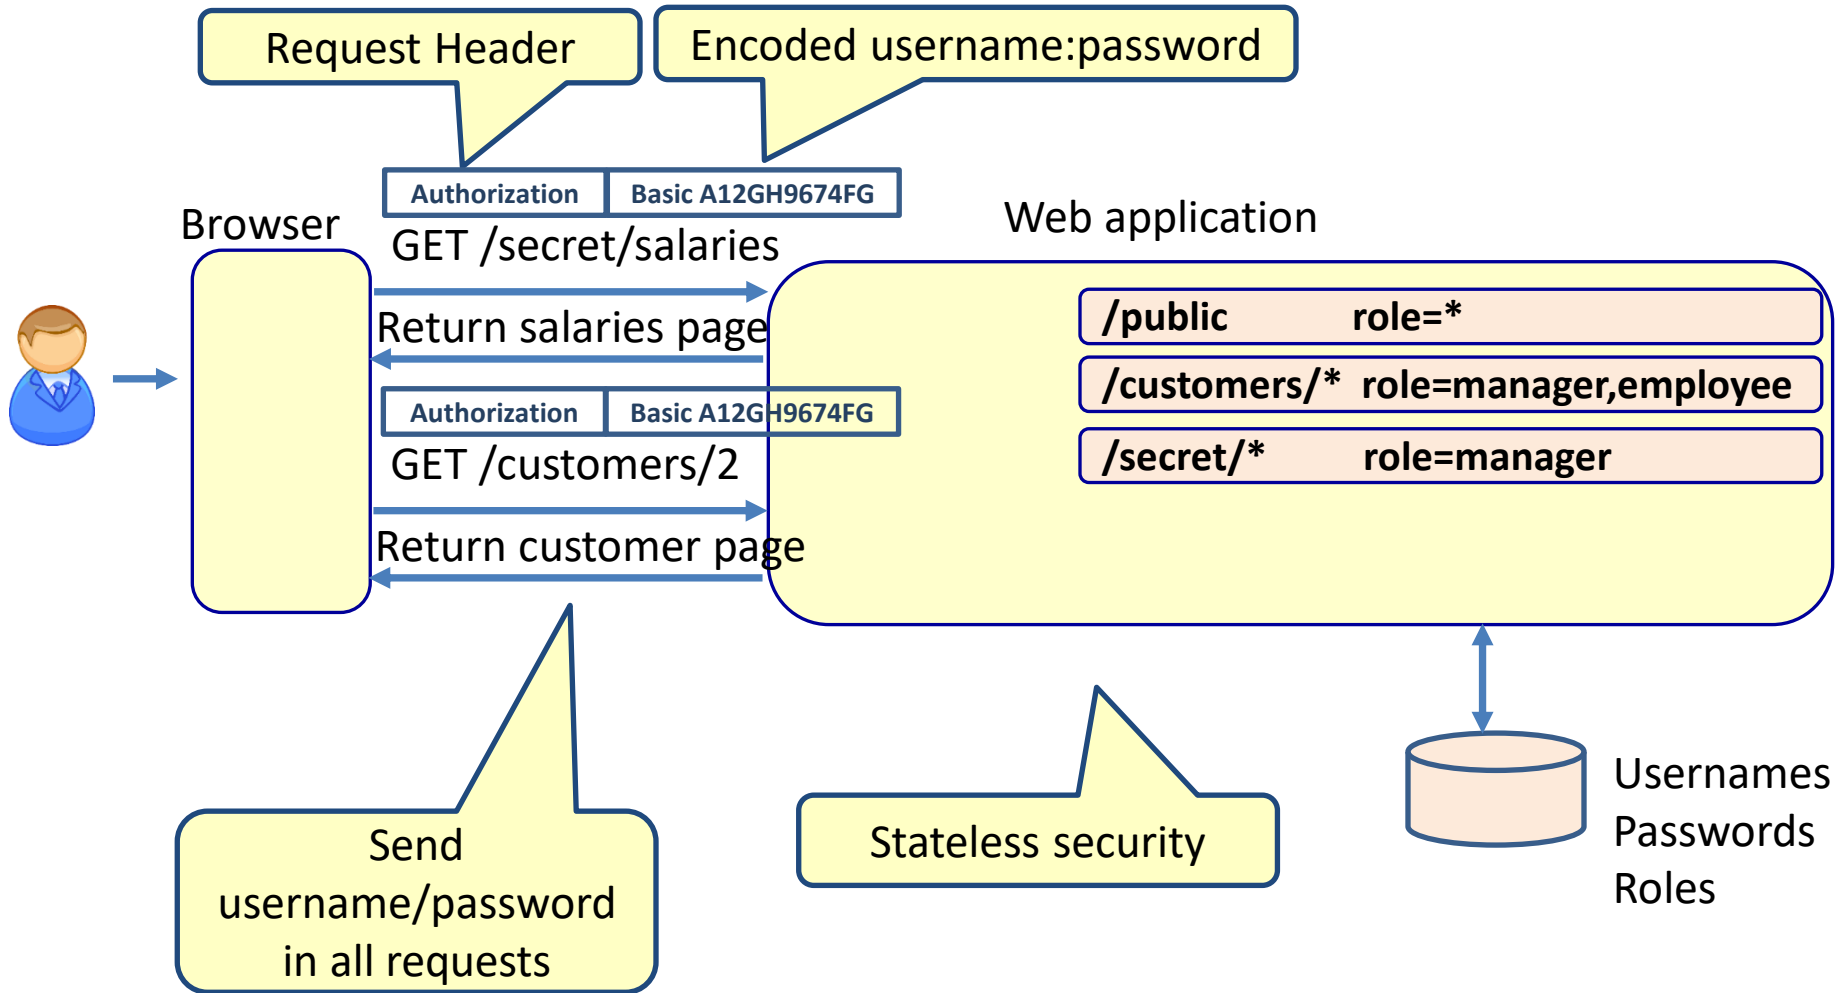 Request Header
Encoded username:password
Authorization Basic A12GH9674FG
Browser
GET /secret/salaries
Web application
Return salaries page
/public role=*
/customers/* role=manager,employee
/secret/* role=manager
Authorization Basic A12GH9674FG
GET /customers/2
Return customer page
Send
username/password
in all requests
Stateless security
Usernames
Passwords
Roles